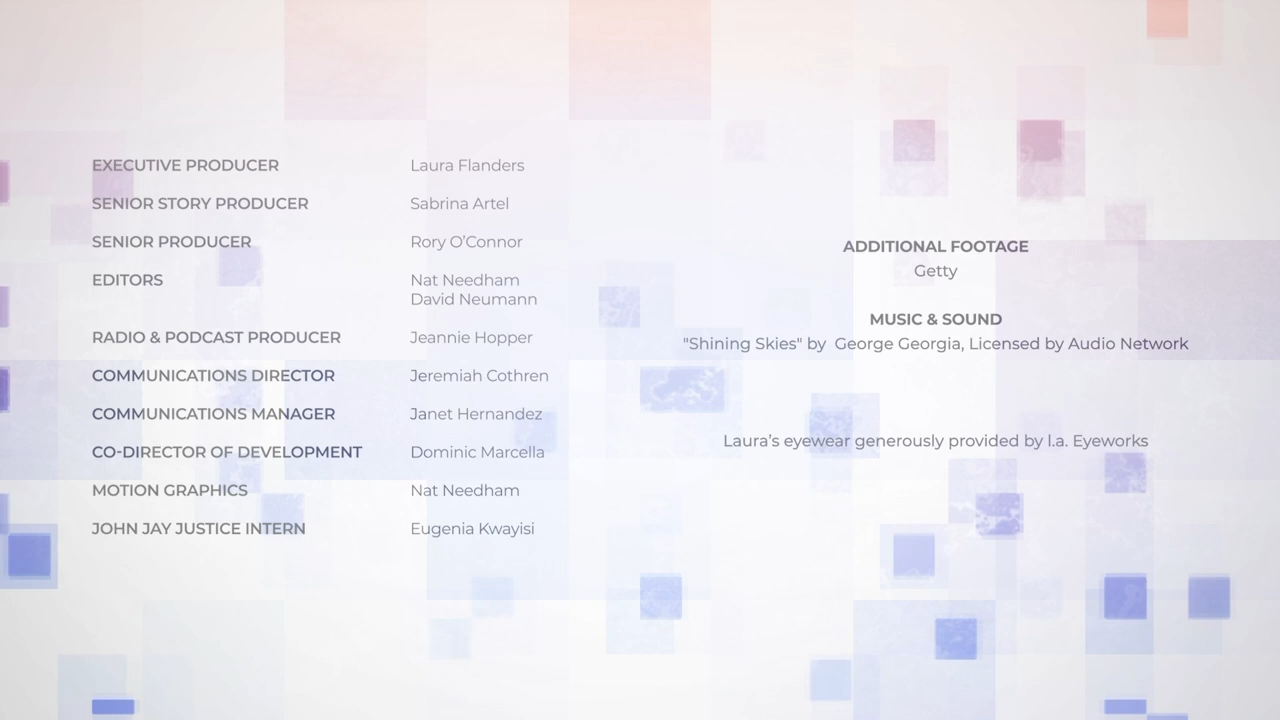 EXECUTIVE PRODUCER Laura Flanders
SENIOR STORY PRODUCER Sabrina Artel
SENIOR PRODUCER Rory O’Connor
EDITORS Nat Needham
David Neumann
RADIO & PODCAST PRODUCER Jeannie Hopper
COMMUNICATIONS DIRECTOR Jeremiah Cothren
COMMUNICATIONS MANAGER Janet Hernandez
CO-DIRECTOR OF DEVELOPMENT Dominic Marcella
MOTION GRAPHICS Nat Needham
JOHN JAY JUSTICE INTERN Eugenia Kwayisi
ADDITIONAL FOOTAGE
Getty
MUSIC & SOUND
"Shining Skies" by  George Georgia, Licensed by Audio Network
Laura’s eyewear generously provided by l.a. Eyeworks